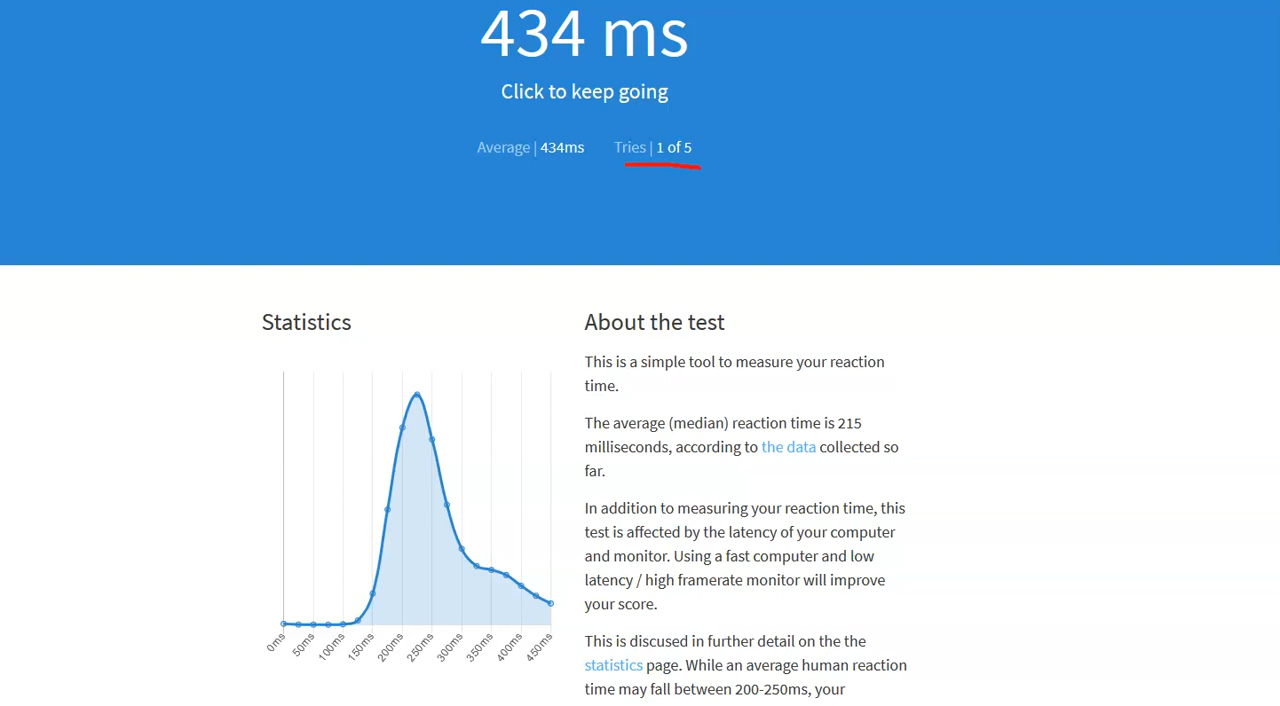 434 ms
Click to keep going
Average | 434ms Tries | 1 of 5
Statistics
About the test
This is a simple tool to measure your reaction
time.
The average (median) reaction time is 215
milliseconds, according to the data collected so
far.
In addition to measuring your reaction time, this
test is affected by the latency of your computer
and monitor. Using a fast computer and low
latency / high framerate monitor will improve
your score.
This is discused in further detail on the the
statistics page. While an average human reaction
time may fall between 200-250ms, your
0ms 50ms 100ms 150ms 200ms 250ms 300ms 350ms 400ms 450ms